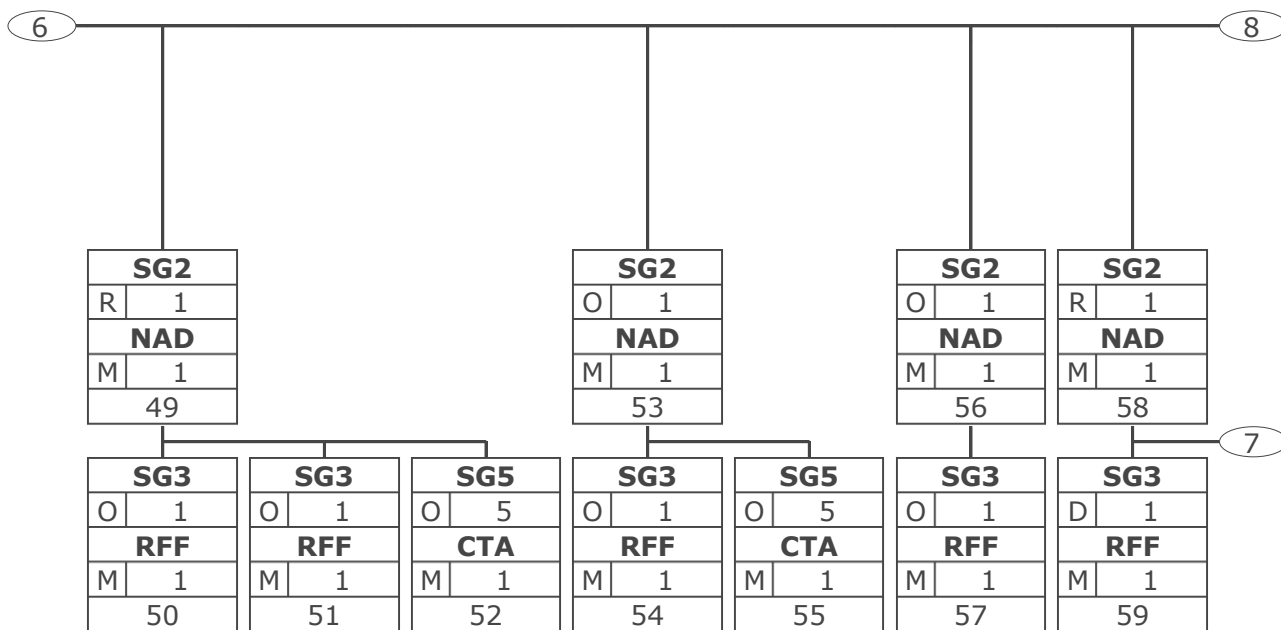 6 8
SG2 SG2 SG2 SG2
R 1 O 1 O 1 R 1
NAD NAD NAD NAD
M 1 M 1 M 1 M 1
49 53 56 58
7
SG3 SG3 SG5 SG3 SG5 SG3 SG3
O 1 O 1 O 5 O 1 O 5 O 1 D 1
RFF RFF CTA RFF CTA RFF RFF
M 1 M 1 M 1 M 1 M 1 M 1 M 1
50 51 52 54 55 57 59